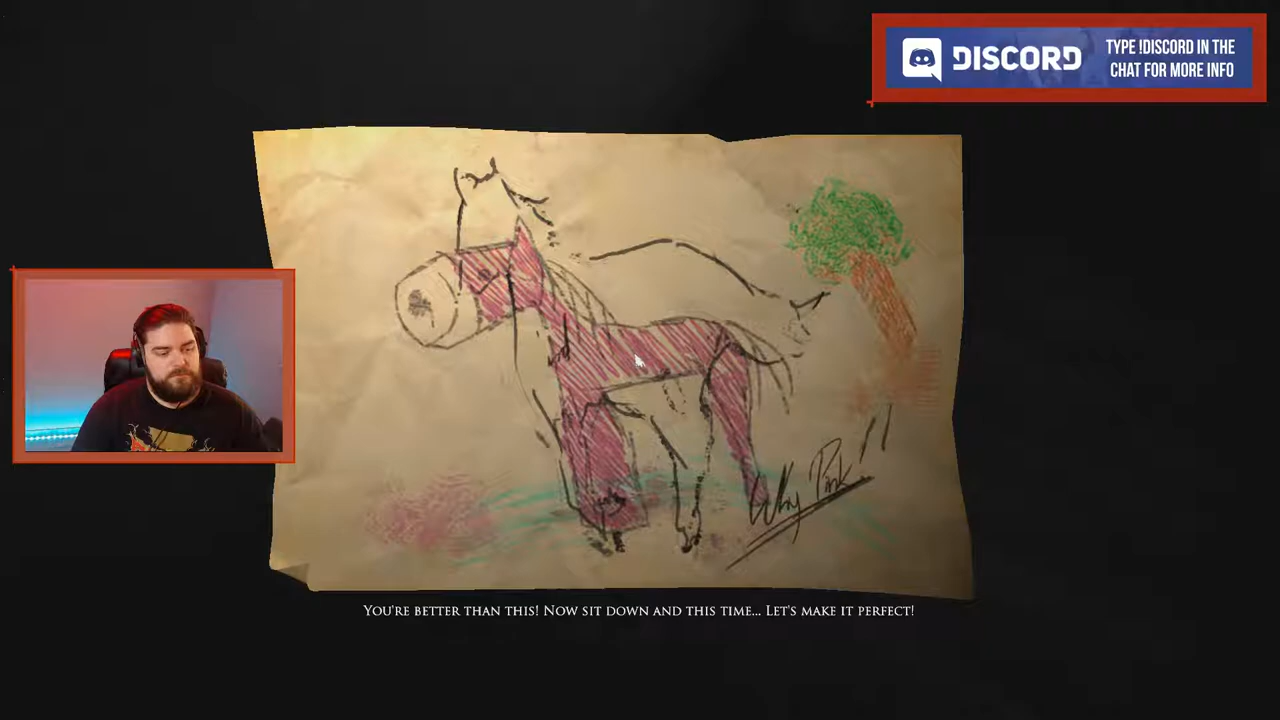 DISCORD
TYPE !DISCORD IN THE
CHAT FOR MORE INFO
Why Pink!!
You're better than this! Now sit down and this time... Let's make it perfect!